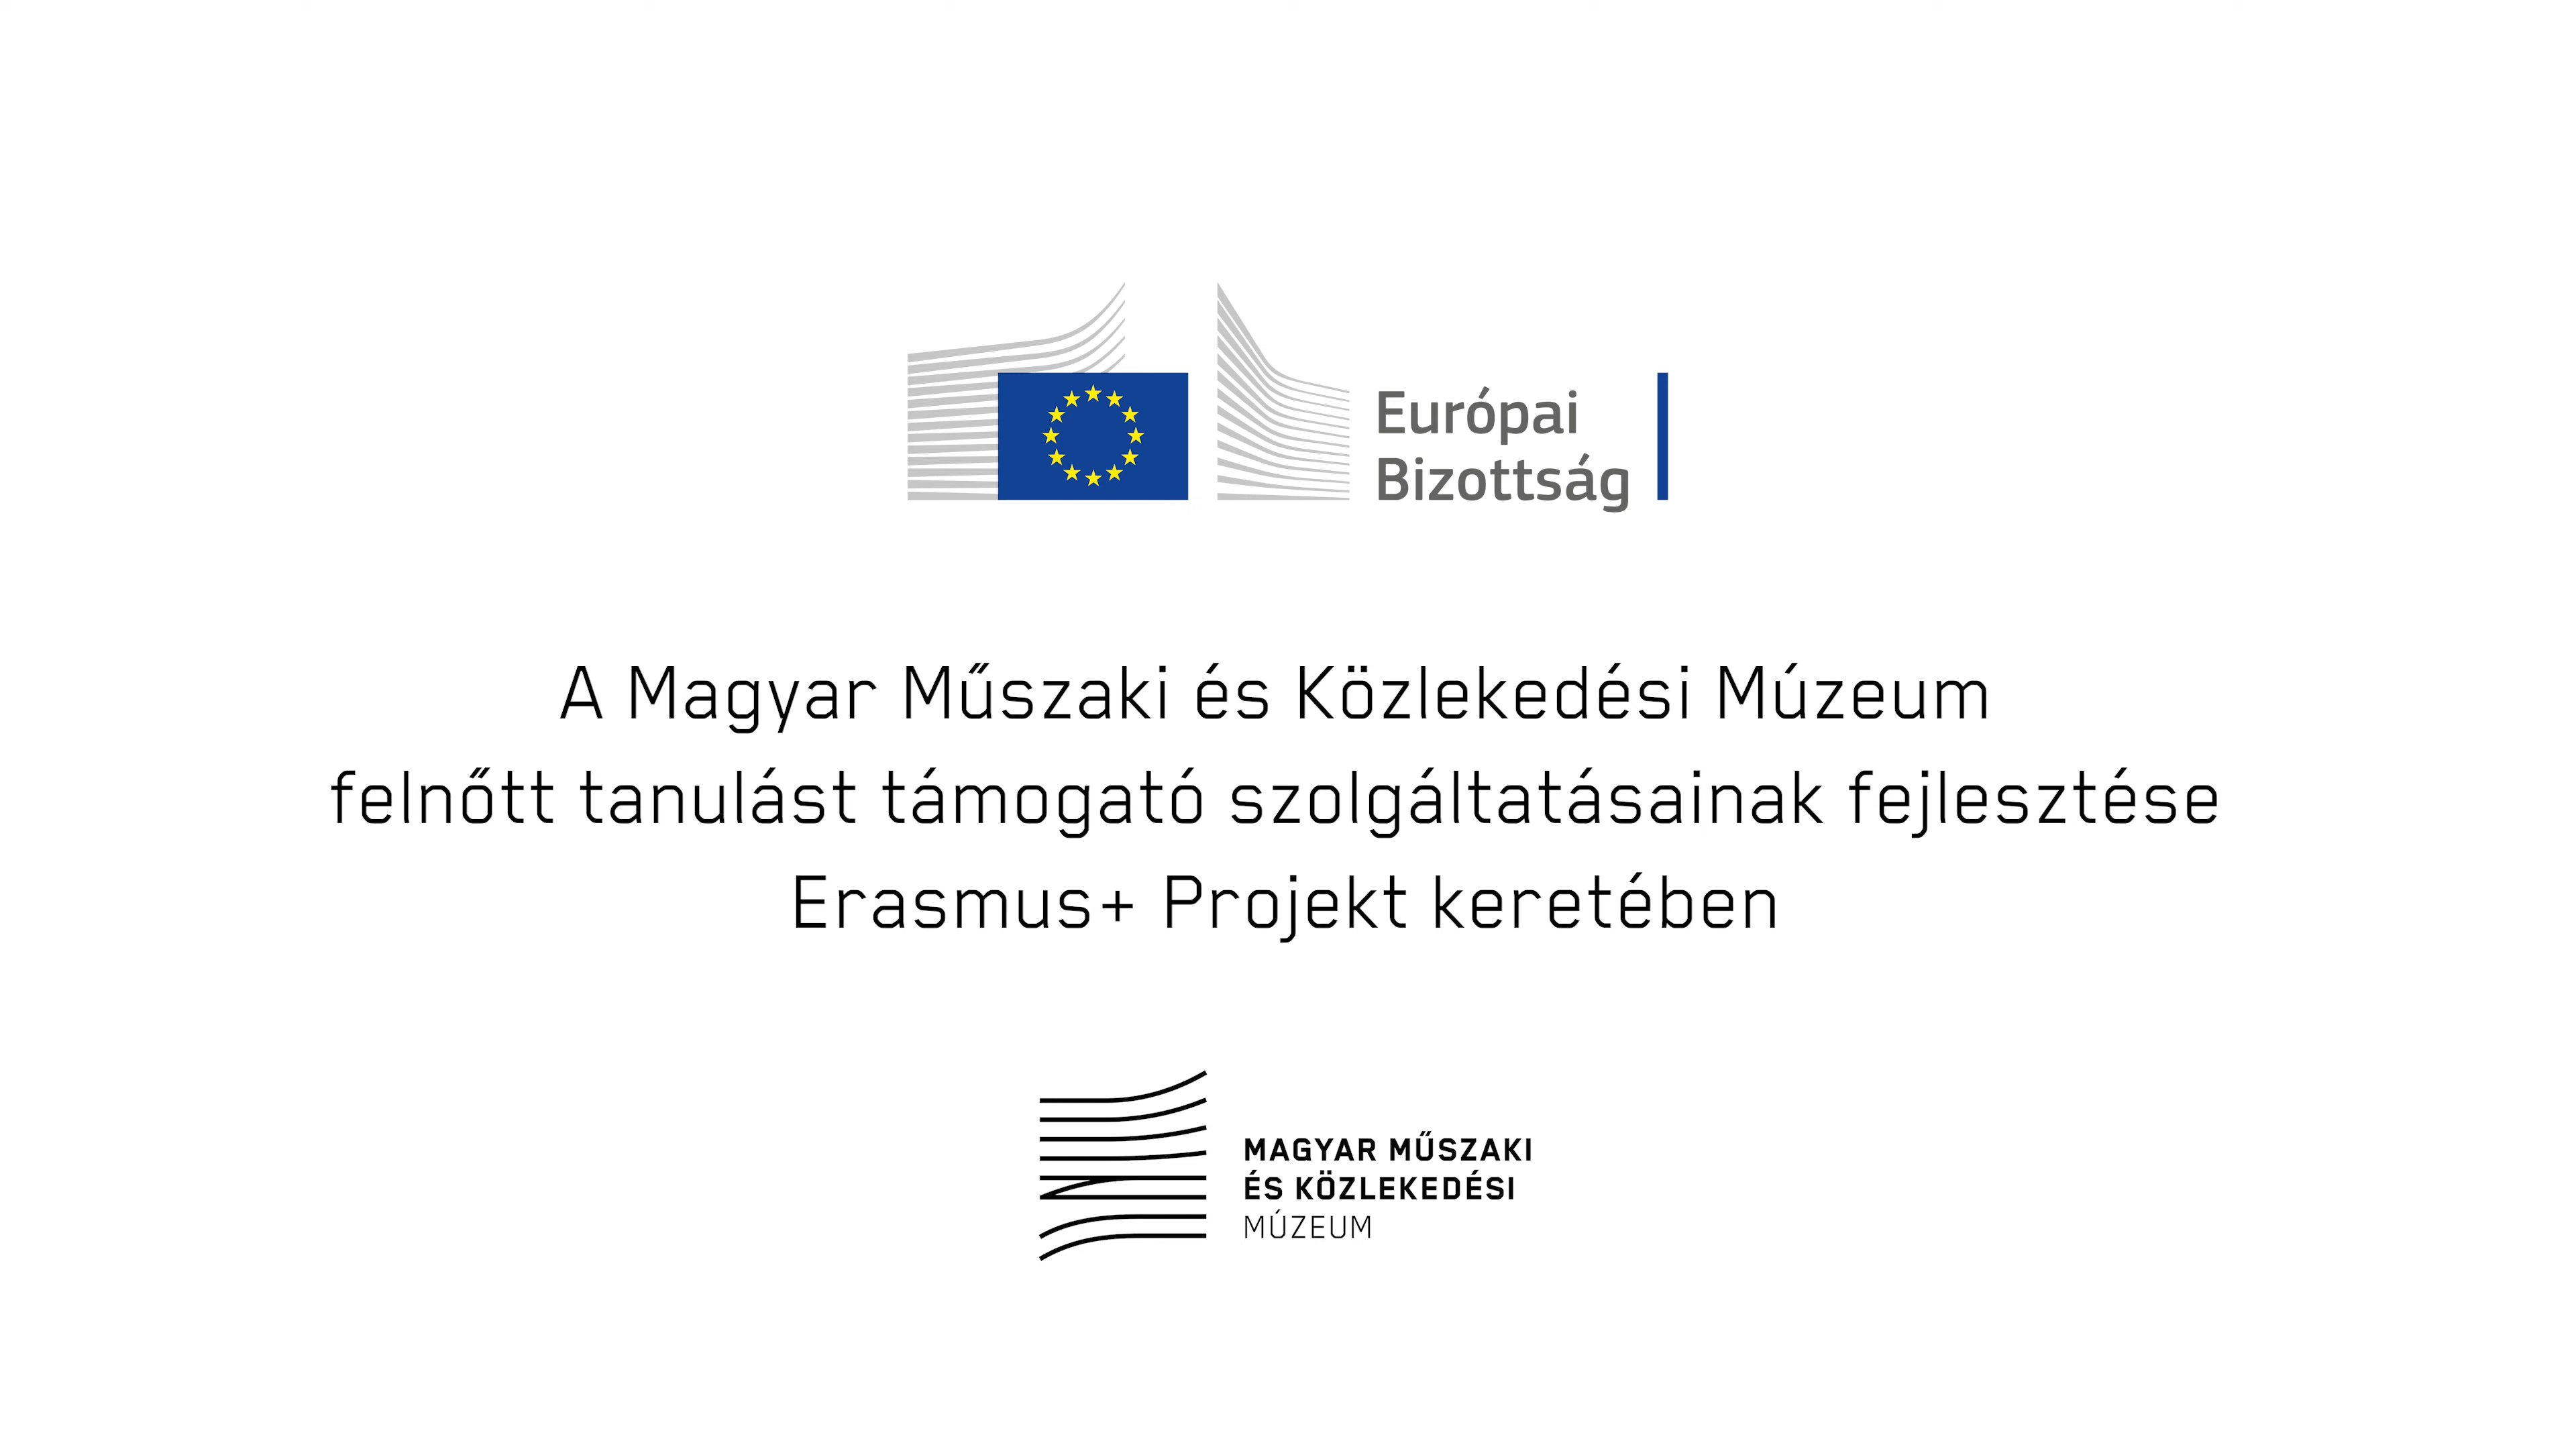 Európai
Bizottság
A Magyar Műszaki és Közlekedési Múzeum
felnőtt tanulást támogató szolgáltatásainak fejlesztése
Erasmus+ Projekt keretében
MAGYAR MŰSZAKI
ÉS KÖZLEKEDÉSI
MÚZEUM